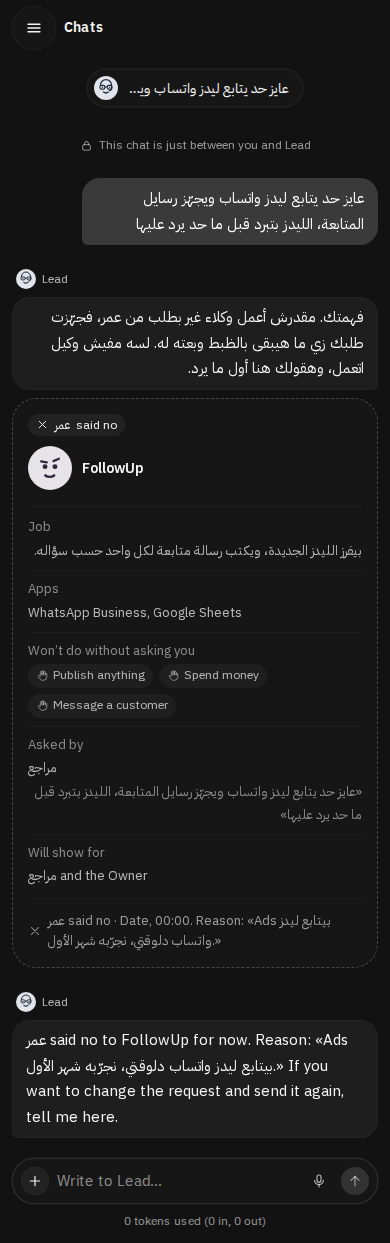 Chats
عايز حد يتابع ليدز واتساب ويـ...
This chat is just between you and Lead
عايز حد يتابع ليدز واتساب ويجهّز رسايل
المتابعة، الليدز بتبرد قبل ما حد يرد عليها
Lead
فهمتك. مقدرش أعمل وكلاء غير بطلب من عمر، فجهّزت
طلبك زي ما هيبقى بالظبط وبعته له. لسه مفيش وكيل
اتعمل، وهقولك هنا أول ما يرد.
عمر said no
FollowUp
Job
بيفرز الليدز الجديدة، ويكتب رسالة متابعة لكل واحد حسب سؤاله.
Apps
WhatsApp Business, Google Sheets
Won't do without asking you
Publish anything
Spend money
Message a customer
Asked by
مراجع
«عايز حد يتابع ليدز واتساب ويجهّز رسايل المتابعة، الليدز بتبرد قبل
ما حد يرد عليها»
Will show for
مراجع and the Owner
عمر said no · Date, 00:00. Reason: «Ads بيتابع ليدز
واتساب دلوقتي، نجرّبه شهر الأول.»
Lead
عمر said no to FollowUp for now. Reason: «Ads
بيتابع ليدز واتساب دلوقتي، نجرّبه شهر الأول.» If you
want to change the request and send it again,
tell me here.
Write to Lead...
0 tokens used (0 in, 0 out)